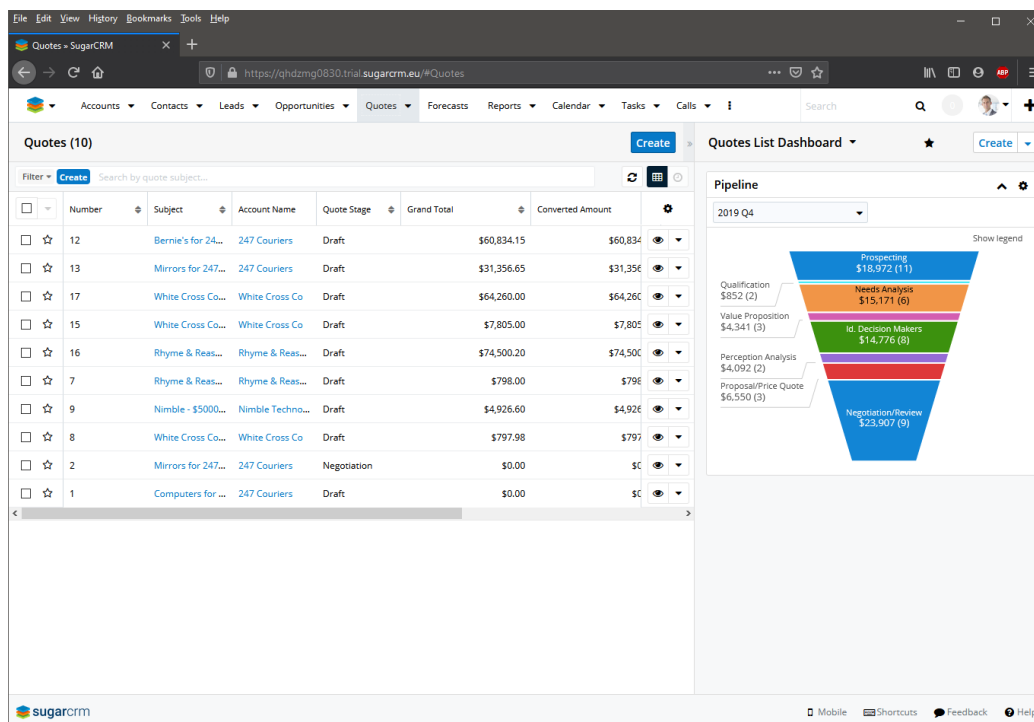 File Edit View History Bookmarks Tools Help
Quotes » SugarCRM
https://qhdzmg0830.trial.sugarcrm.eu/#Quotes
ABP
Accounts Contacts Leads Opportunities Quotes Forecasts Reports Calendar Tasks Calls Search
Quotes (10) Create
Filter Create Search by quote subject...
Number Subject Account Name Quote Stage Grand Total Converted Amount
12 Bernie's for 24... 247 Couriers Draft $60,834.15 $60,834
13 Mirrors for 247... 247 Couriers Draft $31,356.65 $31,356
17 White Cross Co... White Cross Co Draft $64,260.00 $64,260
15 White Cross Co... White Cross Co Draft $7,805.00 $7,805
16 Rhyme & Reas... Rhyme & Reas... Draft $74,500.20 $74,500
7 Rhyme & Reas... Rhyme & Reas... Draft $798.00 $798
9 Nimble - $5000... Nimble Techno... Draft $4,926.60 $4,926
8 White Cross Co... White Cross Co Draft $797.98 $797
2 Mirrors for 247... 247 Couriers Negotiation $0.00 $0
1 Computers for ... 247 Couriers Draft $0.00 $0
Quotes List Dashboard Create
Pipeline
2019 Q4
Show legend
Prospecting
$18,972 (11)
Qualification
$852 (2)
Needs Analysis
$15,171 (6)
Value Proposition
$4,341 (3)
Id. Decision Makers
$14,776 (8)
Perception Analysis
$4,092 (2)
Proposal/Price Quote
$6,550 (3)
Negotiation/Review
$23,907 (9)
sugarcrm Mobile Shortcuts Feedback Help